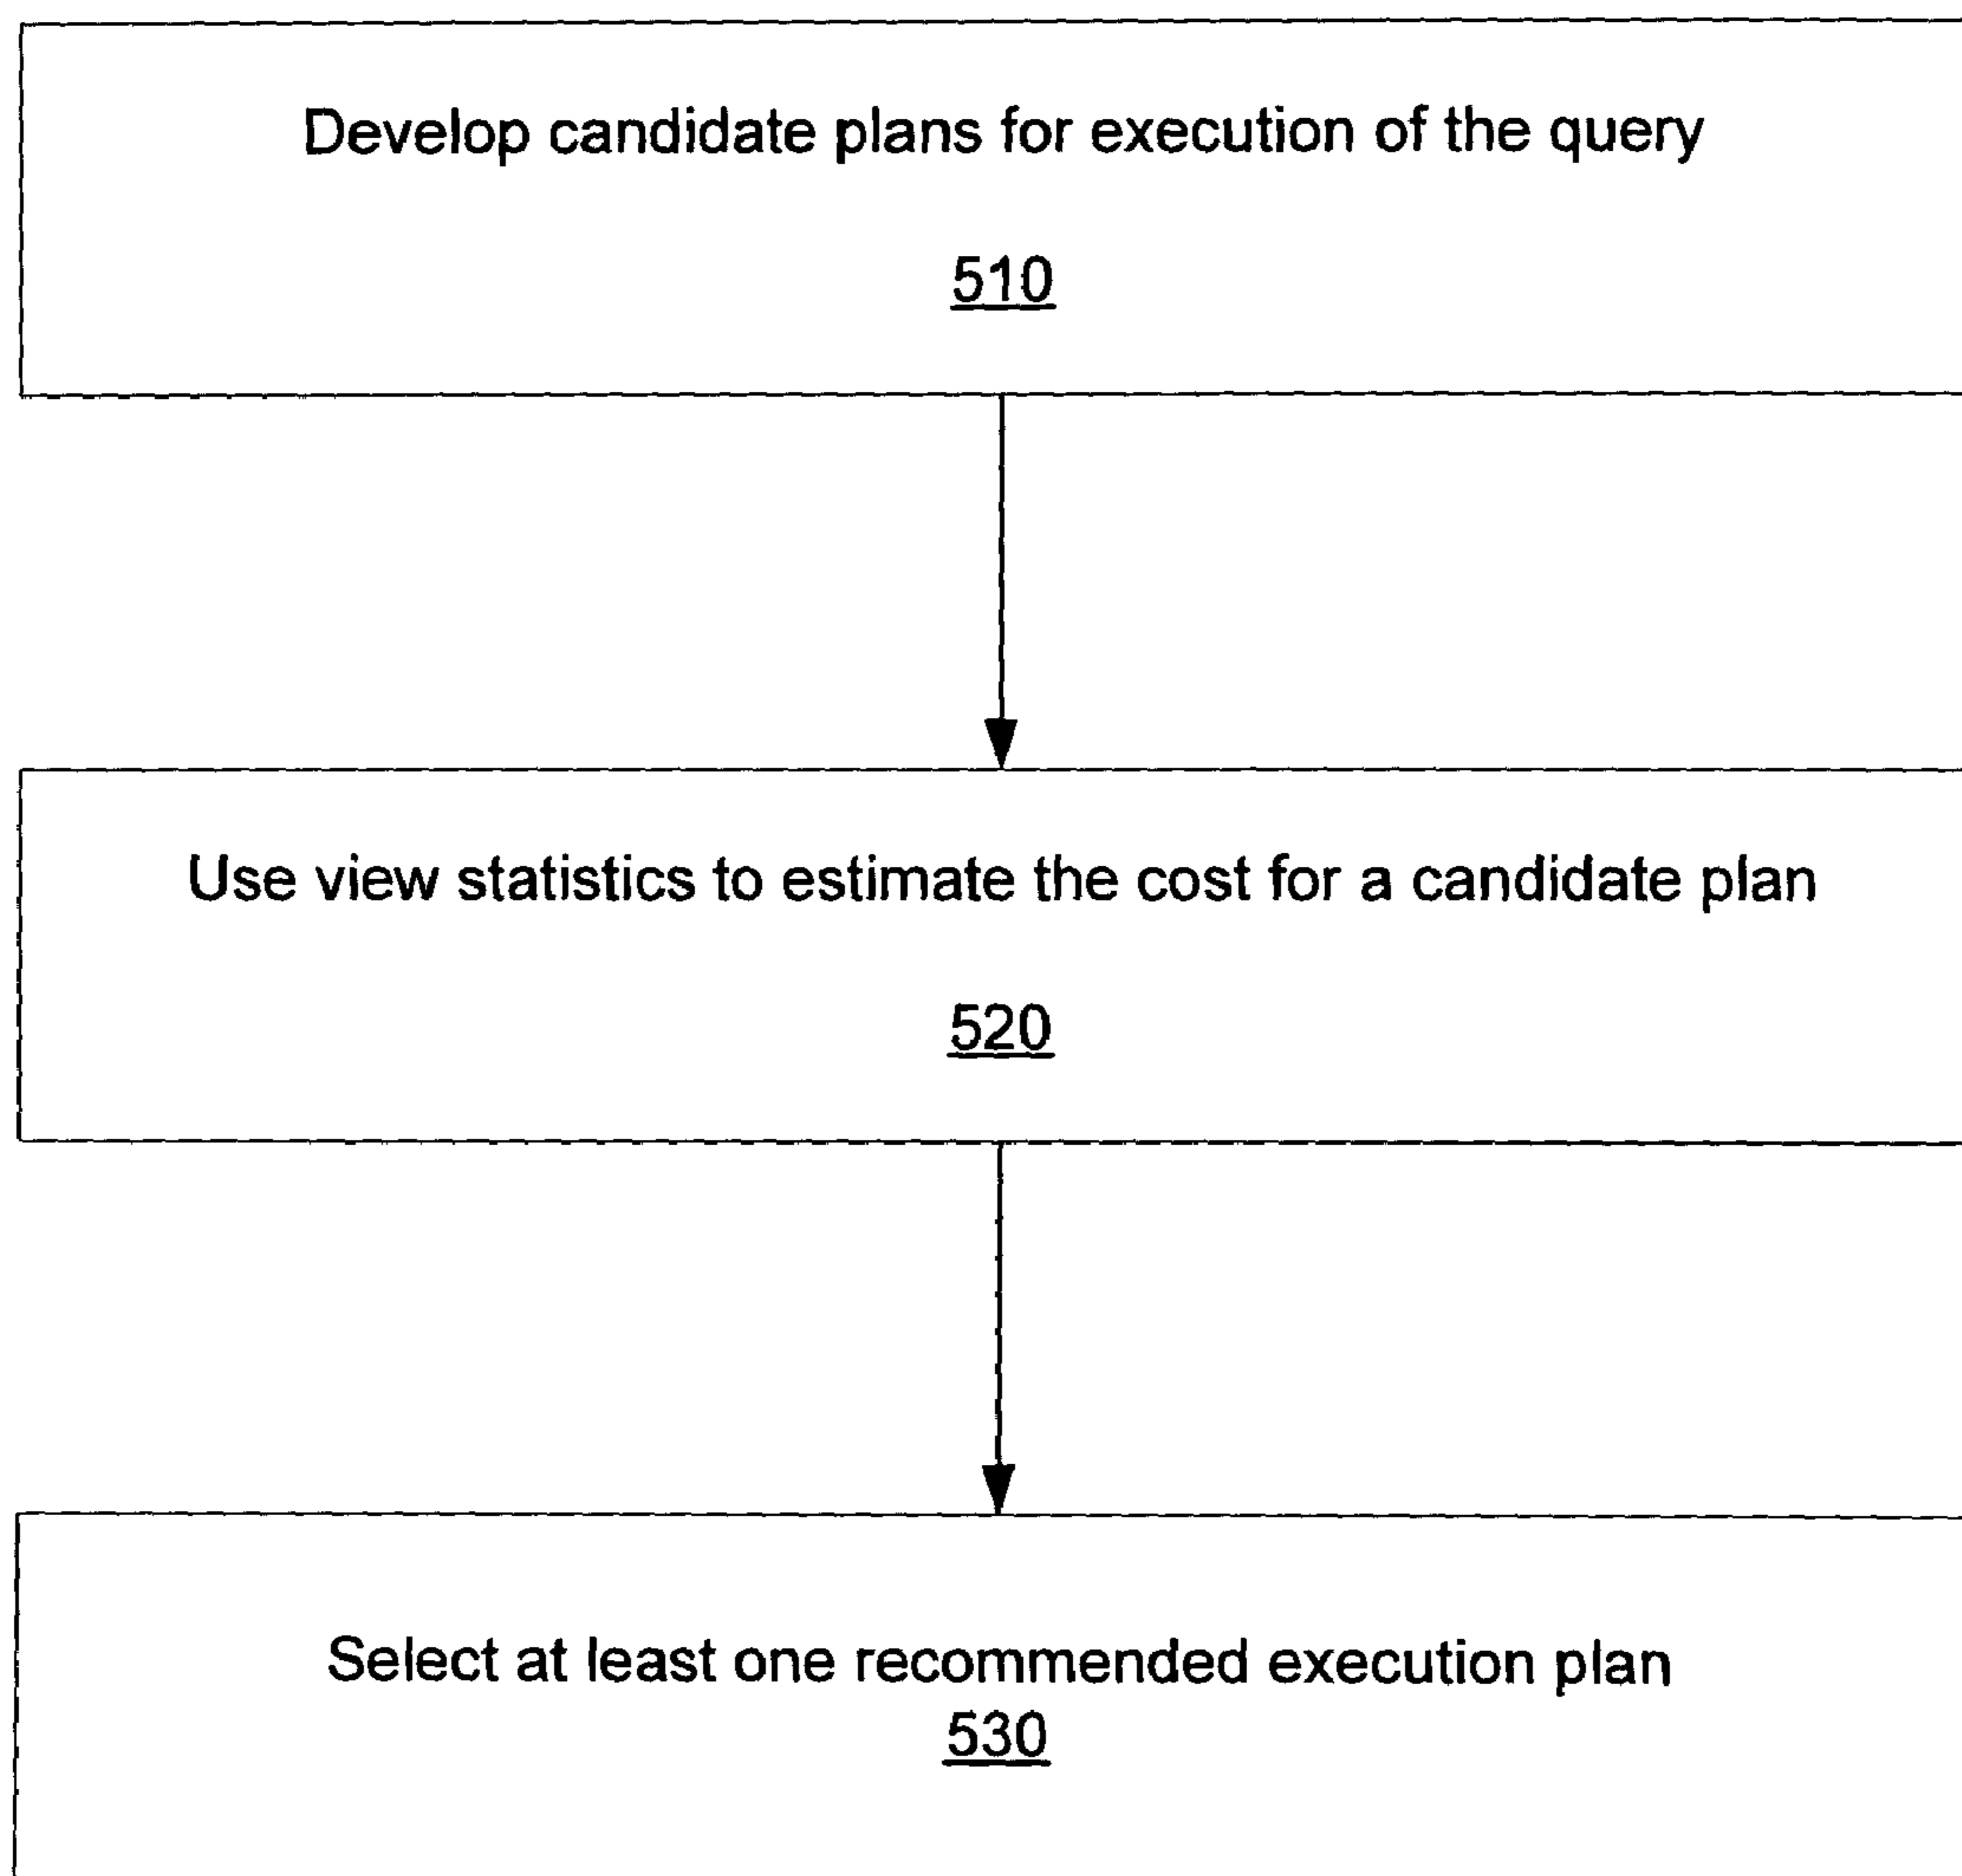 Develop candidate plans for execution of the query
510
Use view statistics to estimate the cost for a candidate plan
520
Select at least one recommended execution plan
530